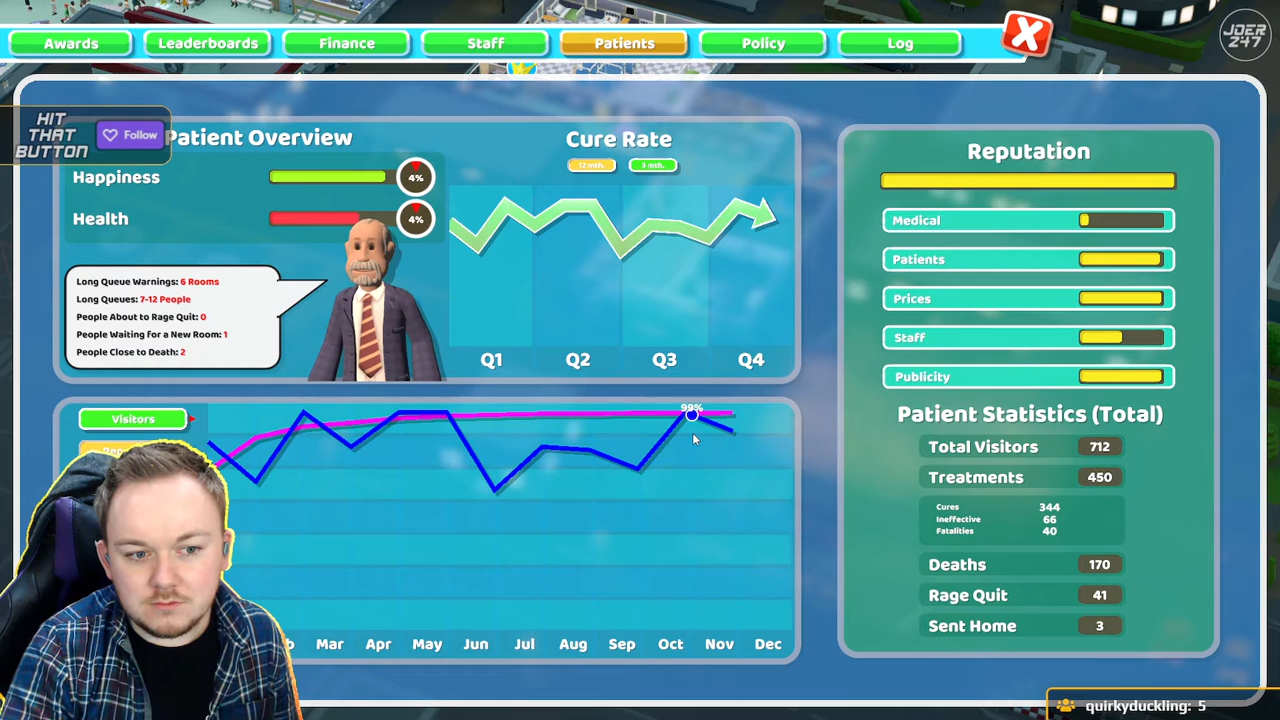 Awards
Leaderboards
Finance
Staff
Patients
Policy
Log
X
JOER
247
HIT
THAT
BUTTON
Follow
Patient Overview
Happiness
4%
Health
4%
Long Queue Warnings: 6 Rooms
Long Queues: 7-12 People
People About to Rage Quit: 0
People Waiting for a New Room: 1
People Close to Death: 2
Cure Rate
12 mth.
3 mth.
Q1
Q2
Q3
Q4
Visitors
99%
Mar
Apr
May
Jun
Jul
Aug
Sep
Oct
Nov
Dec
Reputation
Medical
Patients
Prices
Staff
Publicity
Patient Statistics (Total)
Total Visitors 712
Treatments 450
Cures 344
Ineffective 66
Fatalities 40
Deaths 170
Rage Quit 41
Sent Home 3
quirkyduckling: 5